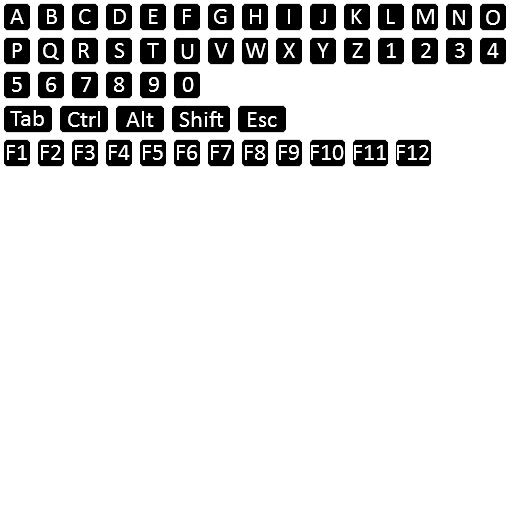 A B C D E F G H I J K L M N O
P Q R S T U V W X Y Z 1 2 3 4
5 6 7 8 9 0
Tab Ctrl Alt Shift Esc
F1 F2 F3 F4 F5 F6 F7 F8 F9 F10 F11 F12